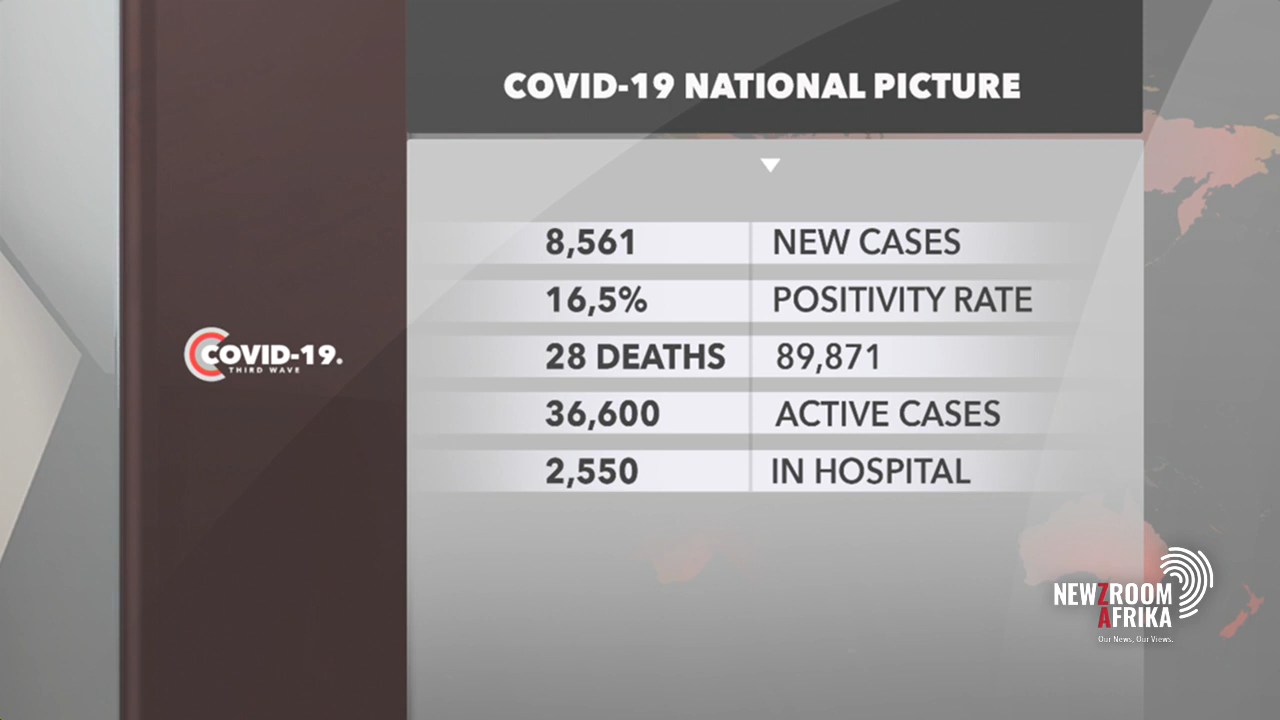 COVID-19 NATIONAL PICTURE
8,561 NEW CASES
16,5% POSITIVITY RATE
28 DEATHS 89,871
COVID-19.
THIRD WAVE
36,600 ACTIVE CASES
2,550 IN HOSPITAL
NEWZROOM
AFRIKA
Our News, Our Views.